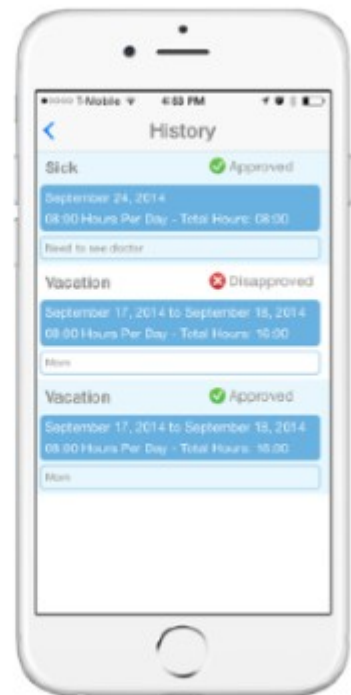 T-Mobile 4:53 PM
History
Sick Approved
September 24, 2014
08:00 Hours Per Day - Total Hours: 08:00
Need to see doctor
Vacation Disapproved
September 17, 2014 to September 18, 2014
08:00 Hours Per Day - Total Hours: 16:00
Mom
Vacation Approved
September 17, 2014 to September 18, 2014
08:00 Hours Per Day - Total Hours: 16:00
Mom